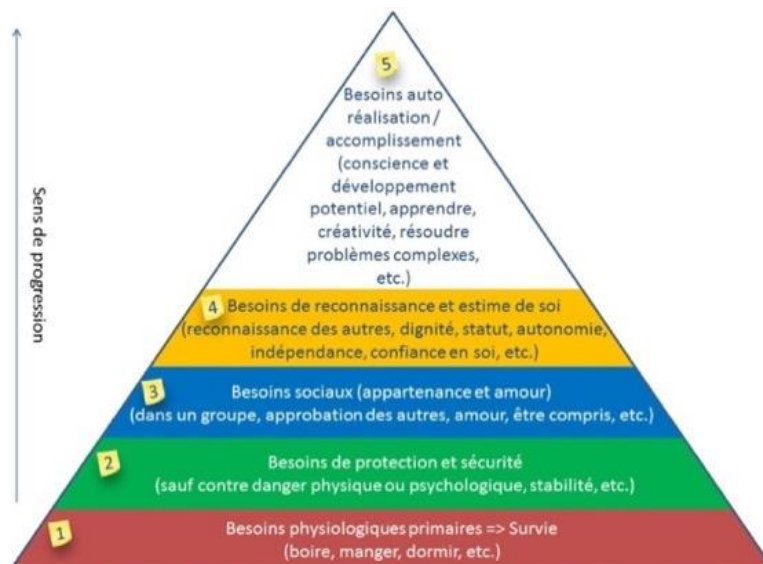 5
Besoins auto
réalisation /
accomplissement
(conscience et
développement
potentiel, apprendre,
créativité, résoudre
problèmes complexes,
etc.)
4
Besoins de reconnaissance et estime de soi
(reconnaissance des autres, dignité, statut, autonomie,
indépendance, confiance en soi, etc.)
3
Besoins sociaux (appartenance et amour)
(dans un groupe, approbation des autres, amour, être compris, etc.)
2
Besoins de protection et sécurité
(sauf contre danger physique ou psychologique, stabilité, etc.)
1
Besoins physiologiques primaires => Survie
(boire, manger, dormir, etc.)
Sens de progression